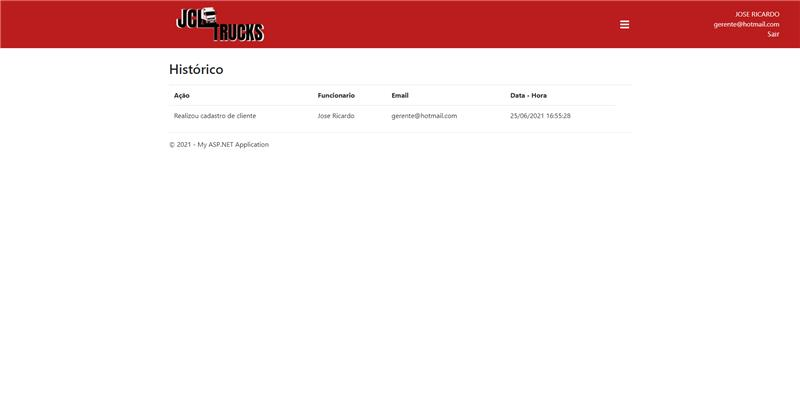 JCL
TRUCKS
JOSE RICARDO
gerente@hotmail.com
Sair
Histórico
Ação Funcionario Email Data - Hora
Realizou cadastro de cliente Jose Ricardo gerente@hotmail.com 25/06/2021 16:55:28
© 2021 - My ASP.NET Application